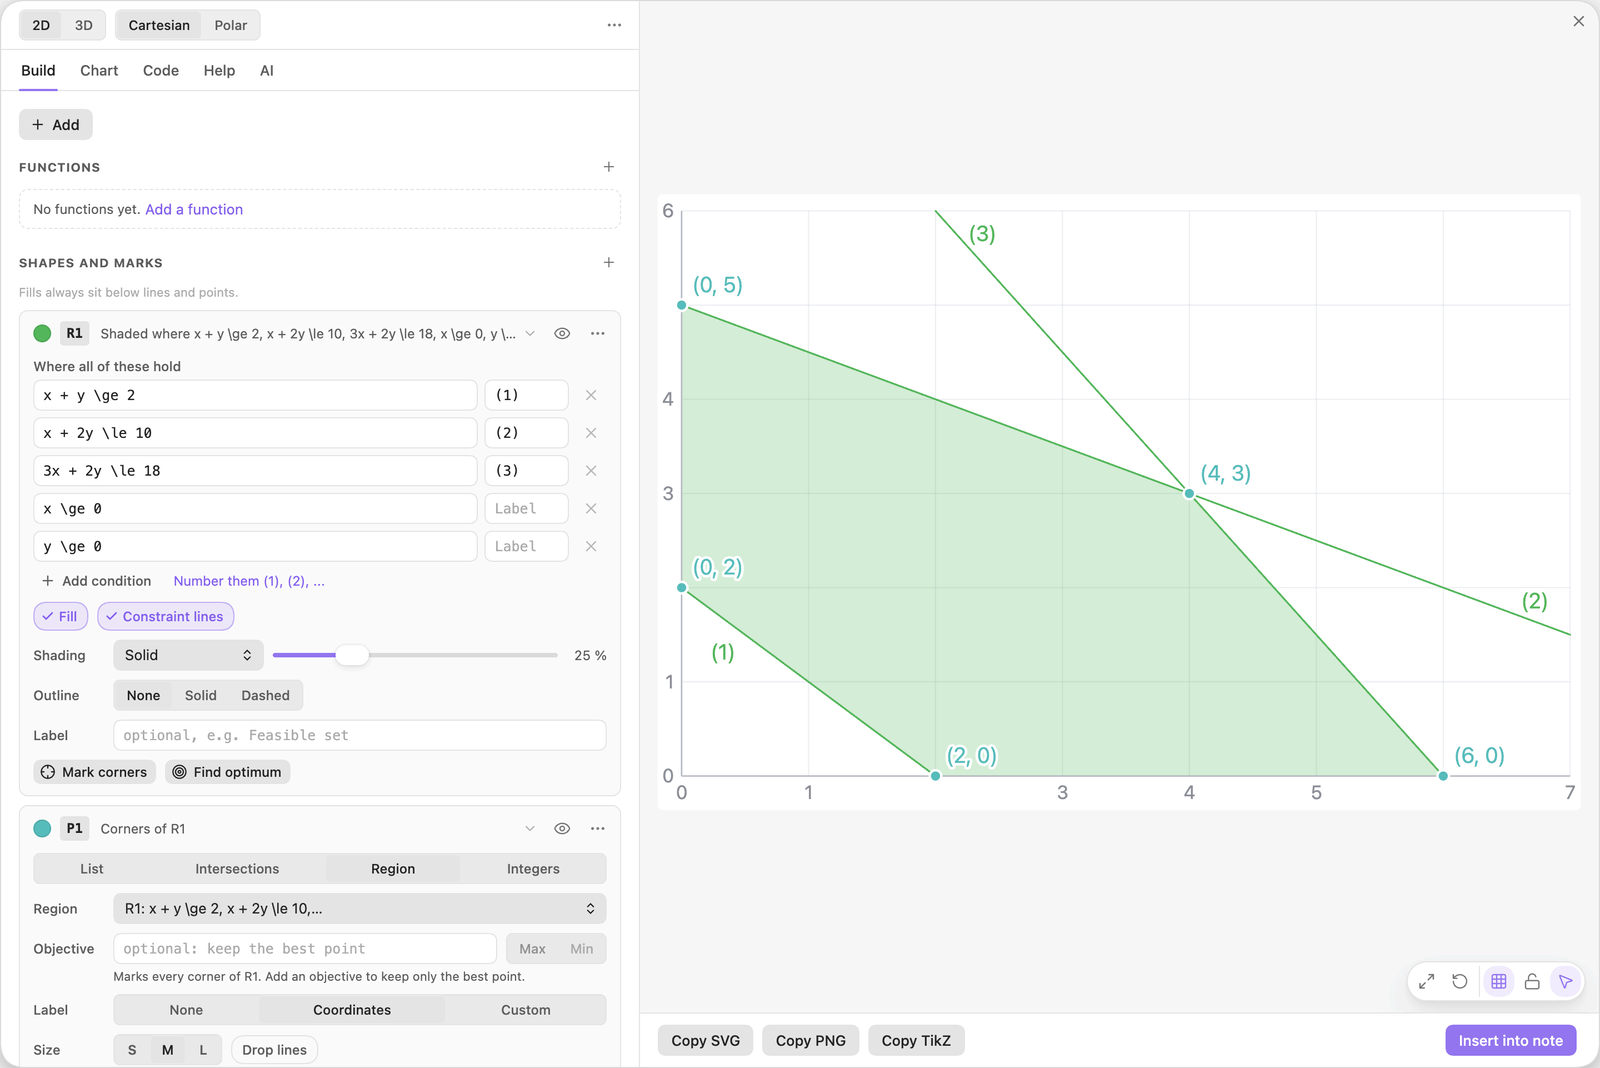 2D 3D Cartesian Polar
Build Chart Code Help AI
+ Add
FUNCTIONS
No functions yet. Add a function
SHAPES AND MARKS
Fills always sit below lines and points.
R1 Shaded where x + y \ge 2, x + 2y \le 10, 3x + 2y \le 18, x \ge 0, y \...
Where all of these hold
x + y \ge 2 (1)
x + 2y \le 10 (2)
3x + 2y \le 18 (3)
x \ge 0 Label
y \ge 0 Label
+ Add condition Number them (1), (2), ...
Fill Constraint lines
Shading Solid 25 %
Outline None Solid Dashed
Label optional, e.g. Feasible set
Mark corners Find optimum
P1 Corners of R1
List Intersections Region Integers
Region R1: x + y \ge 2, x + 2y \le 10,...
Objective optional: keep the best point Max Min
Marks every corner of R1. Add an objective to keep only the best point.
Label None Coordinates Custom
Size S M L Drop lines
6
(3)
(0, 5)
4
(4, 3)
3
(0, 2)
(2)
(1)
1
(2, 0) (6, 0)
0
0 1 3 4 5 7
Copy SVG Copy PNG Copy TikZ Insert into note